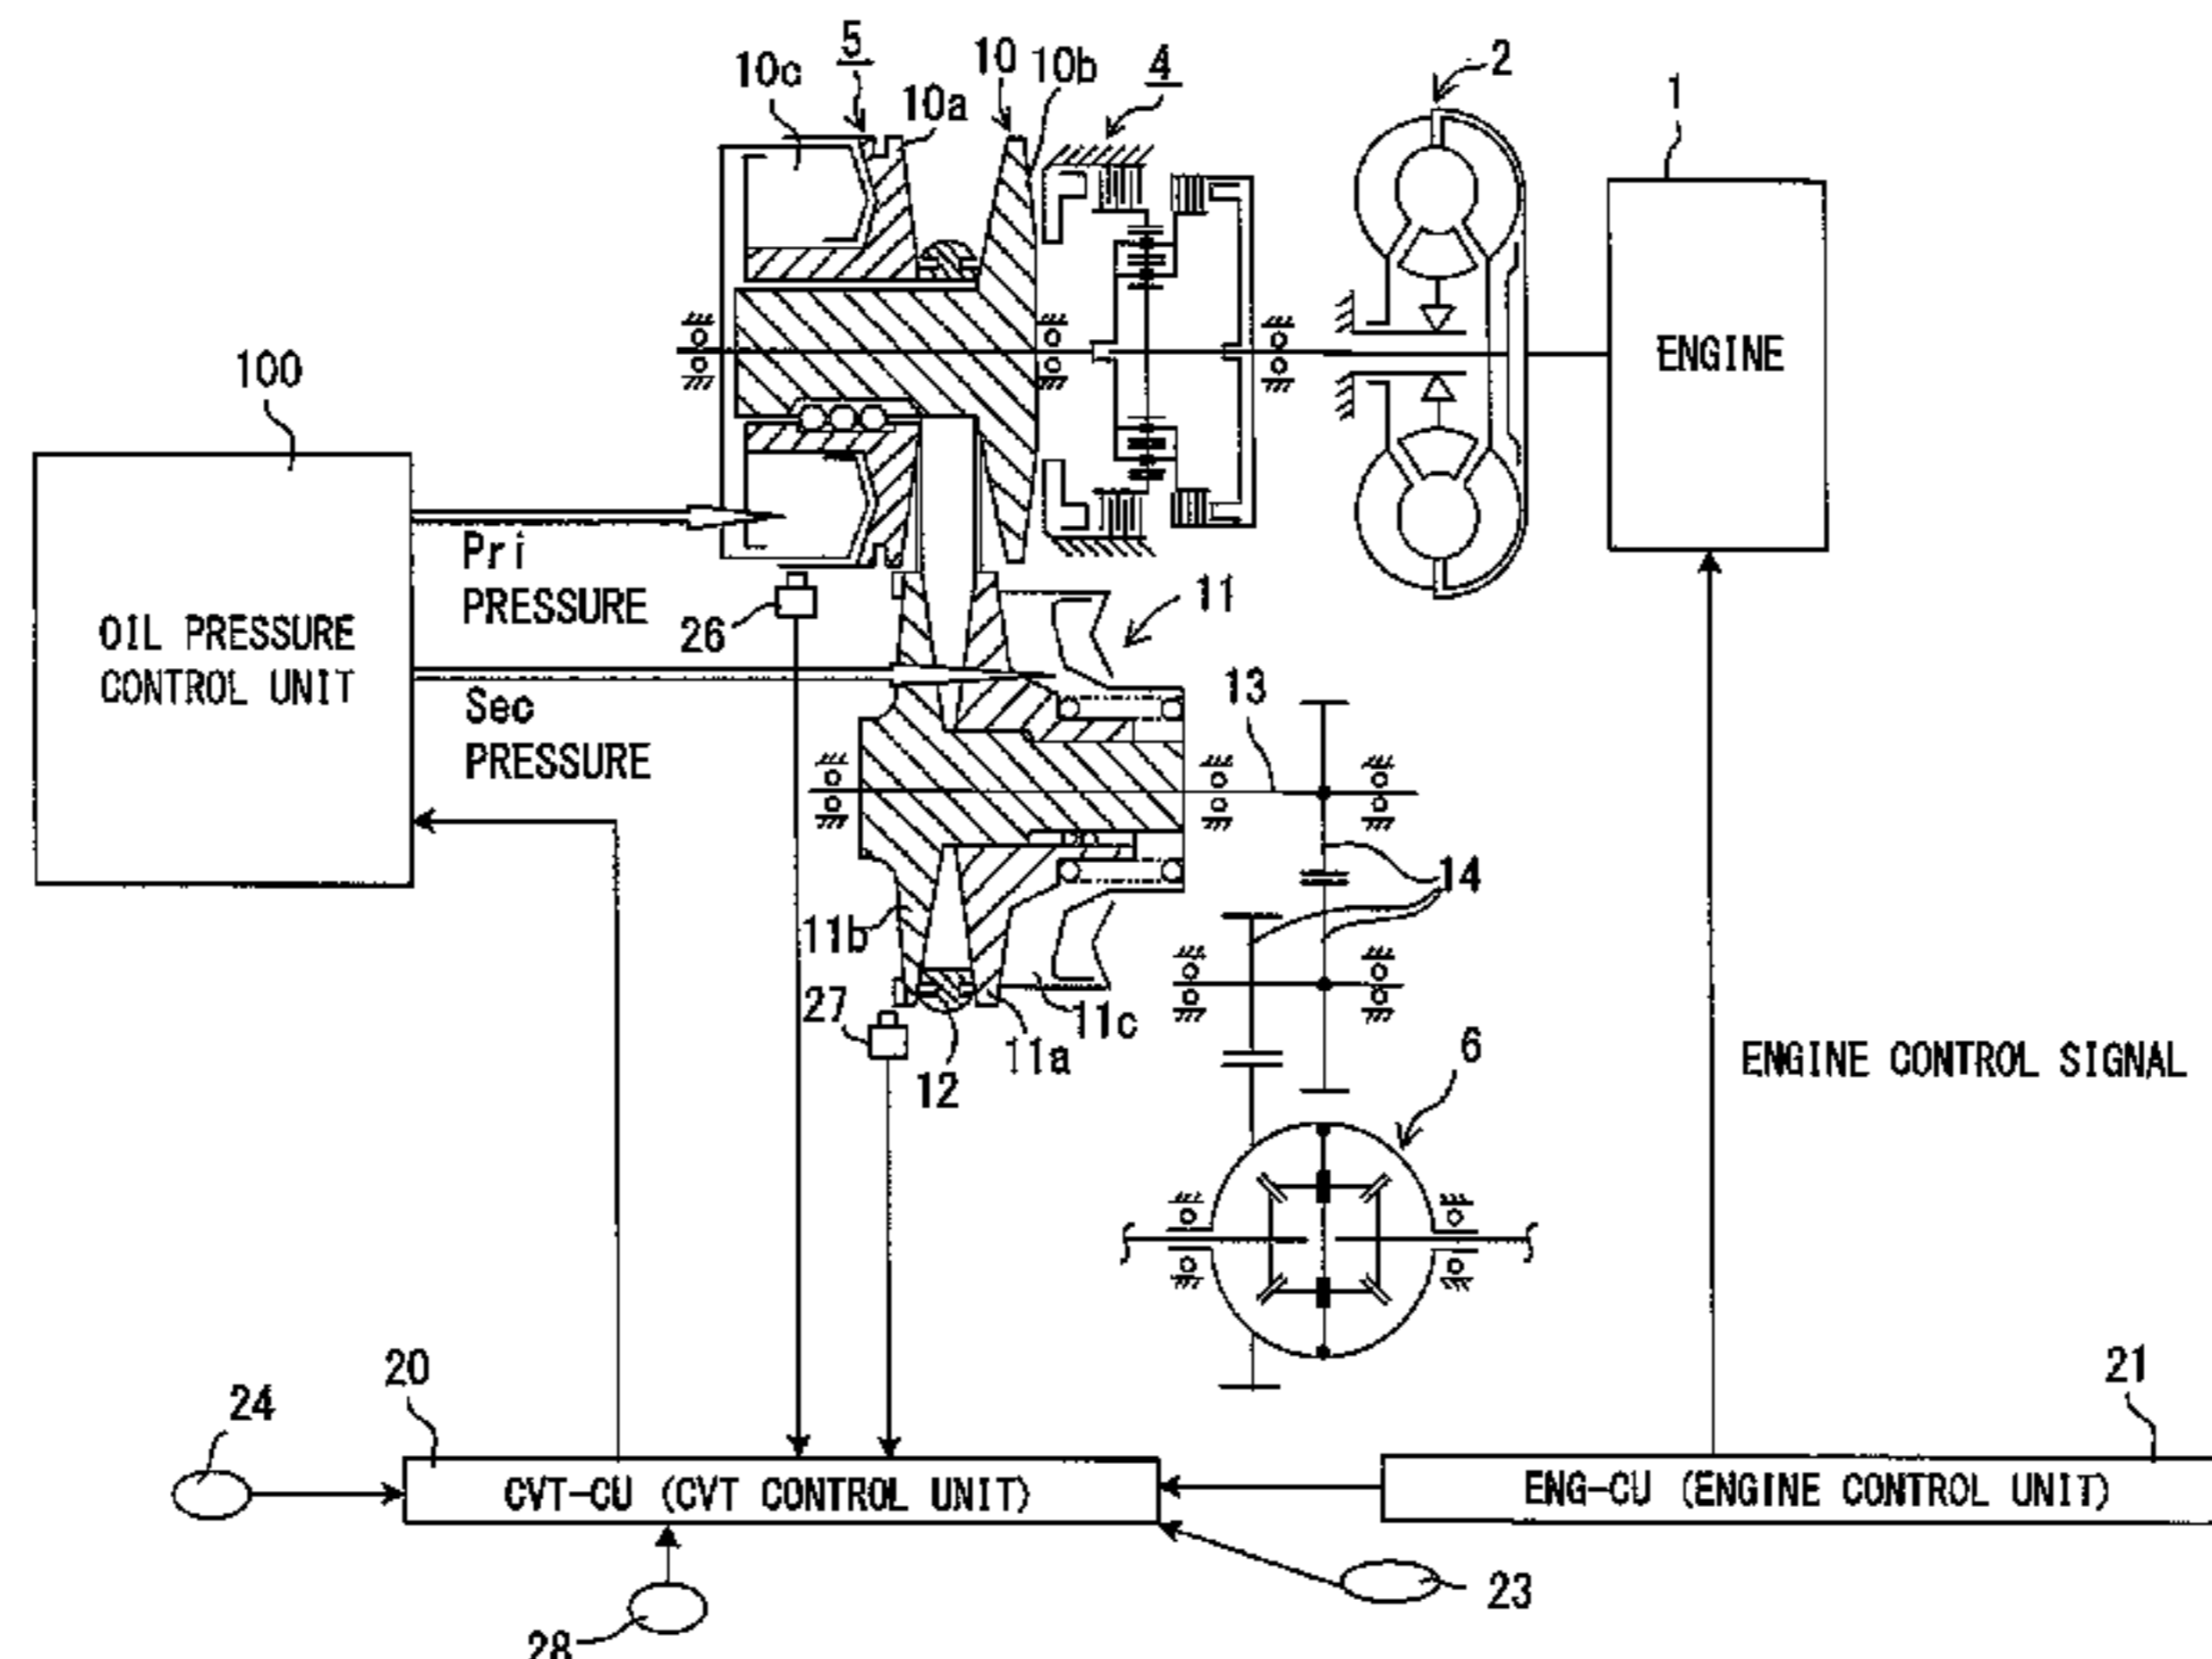 5
10
10b
4
2
1
10c
10a
100
ENGINE
Pri
PRESSURE
26
11
OIL PRESSURE
CONTROL UNIT
Sec
PRESSURE
13
14
11b
27
11c
11a
12
6
ENGINE CONTROL SIGNAL
20
24
21
CVT-CU (CVT CONTROL UNIT)
ENG-CU (ENGINE CONTROL UNIT)
23
28